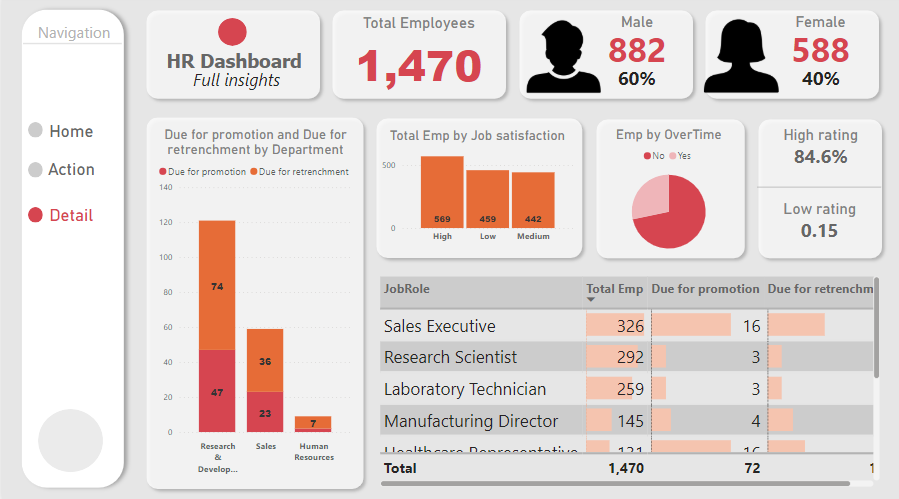 Navigation
Home
Action
Detail
HR Dashboard
Full insights
Total Employees
1,470
Male
882
60%
Female
588
40%
Due for promotion and Due for
retrenchment by Department
Due for promotion Due for retrenchment
140
120
100
80
60
40
20
0
74
47
36
23
7
Research
&
Develop...
Sales
Human
Resources
Total Emp by Job satisfaction
500
0
569
459
442
High
Low
Medium
Emp by OverTime
No Yes
High rating
84.6%
Low rating
0.15
JobRole Total Emp Due for promotion Due for retrenchm
Sales Executive 326 16
Research Scientist 292 3
Laboratory Technician 259 3
Manufacturing Director 145 4
Healthcare Representative 131 16
Total 1,470 72 1